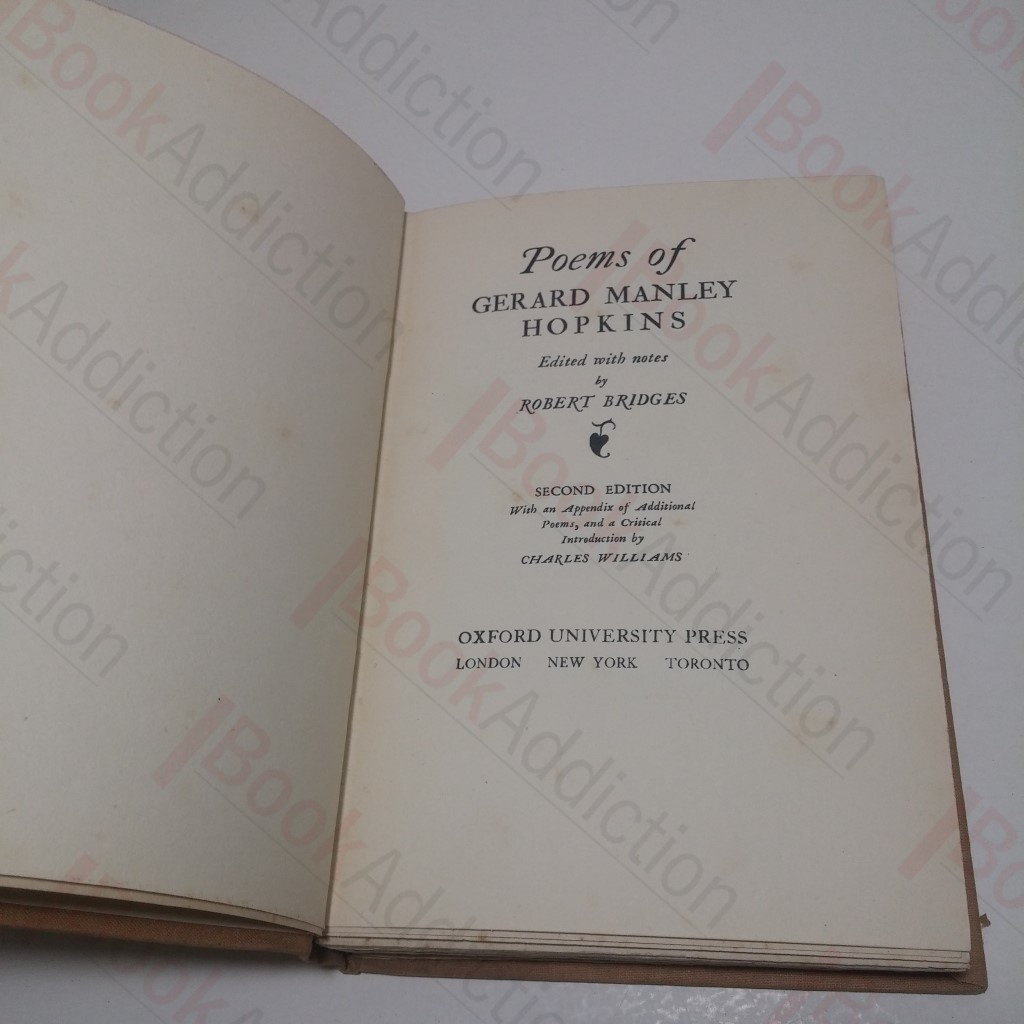 Poems of
GERARD MANLEY
HOPKINS
Edited with notes
by
ROBERT BRIDGES
SECOND EDITION
With an Appendix of Additional
Poems, and a Critical
Introduction by
CHARLES WILLIAMS
OXFORD UNIVERSITY PRESS
LONDON NEW YORK TORONTO
BookAddiction